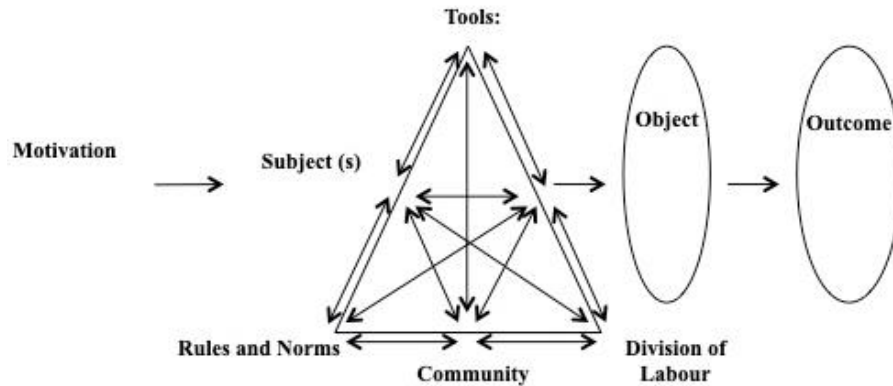 Tools:
Object
Outcome
Motivation
Subject (s)
Rules and Norms
Community
Division of
Labour